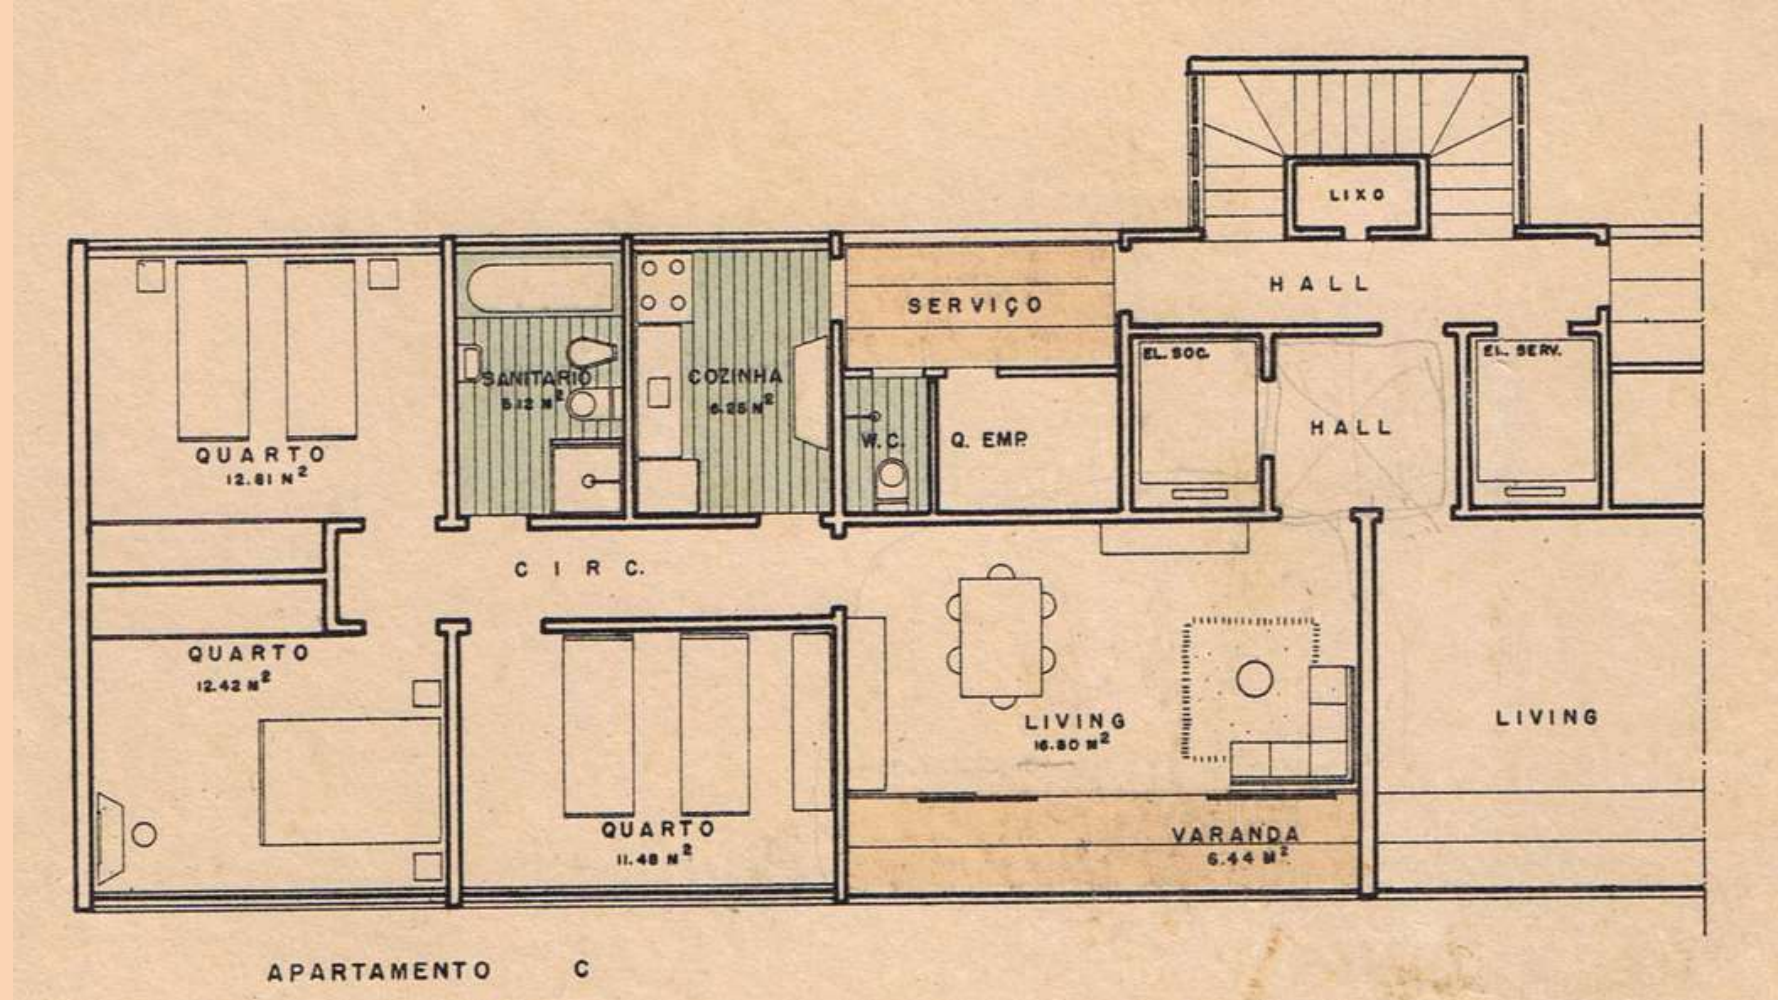 LIXO
HALL
SERVIÇO
EL. SOC.
EL. SERV.
SANITARIO
5.12 M²
COZINHA
6.25 M²
HALL
W.C.
Q. EMP.
QUARTO
12.81 M²
CIRC.
QUARTO
12.42 M²
LIVING
16.80 M²
LIVING
QUARTO
11.48 M²
VARANDA
6.44 M²
APARTAMENTO C